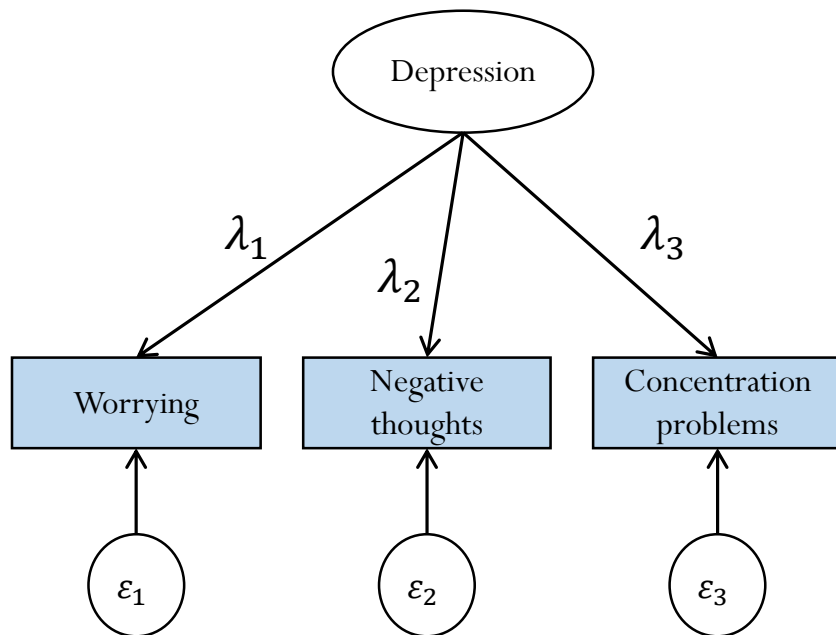 Depression
λ₁
λ₂
λ₃
Worrying
Negative
thoughts
Concentration
problems
ε₁
ε₂
ε₃